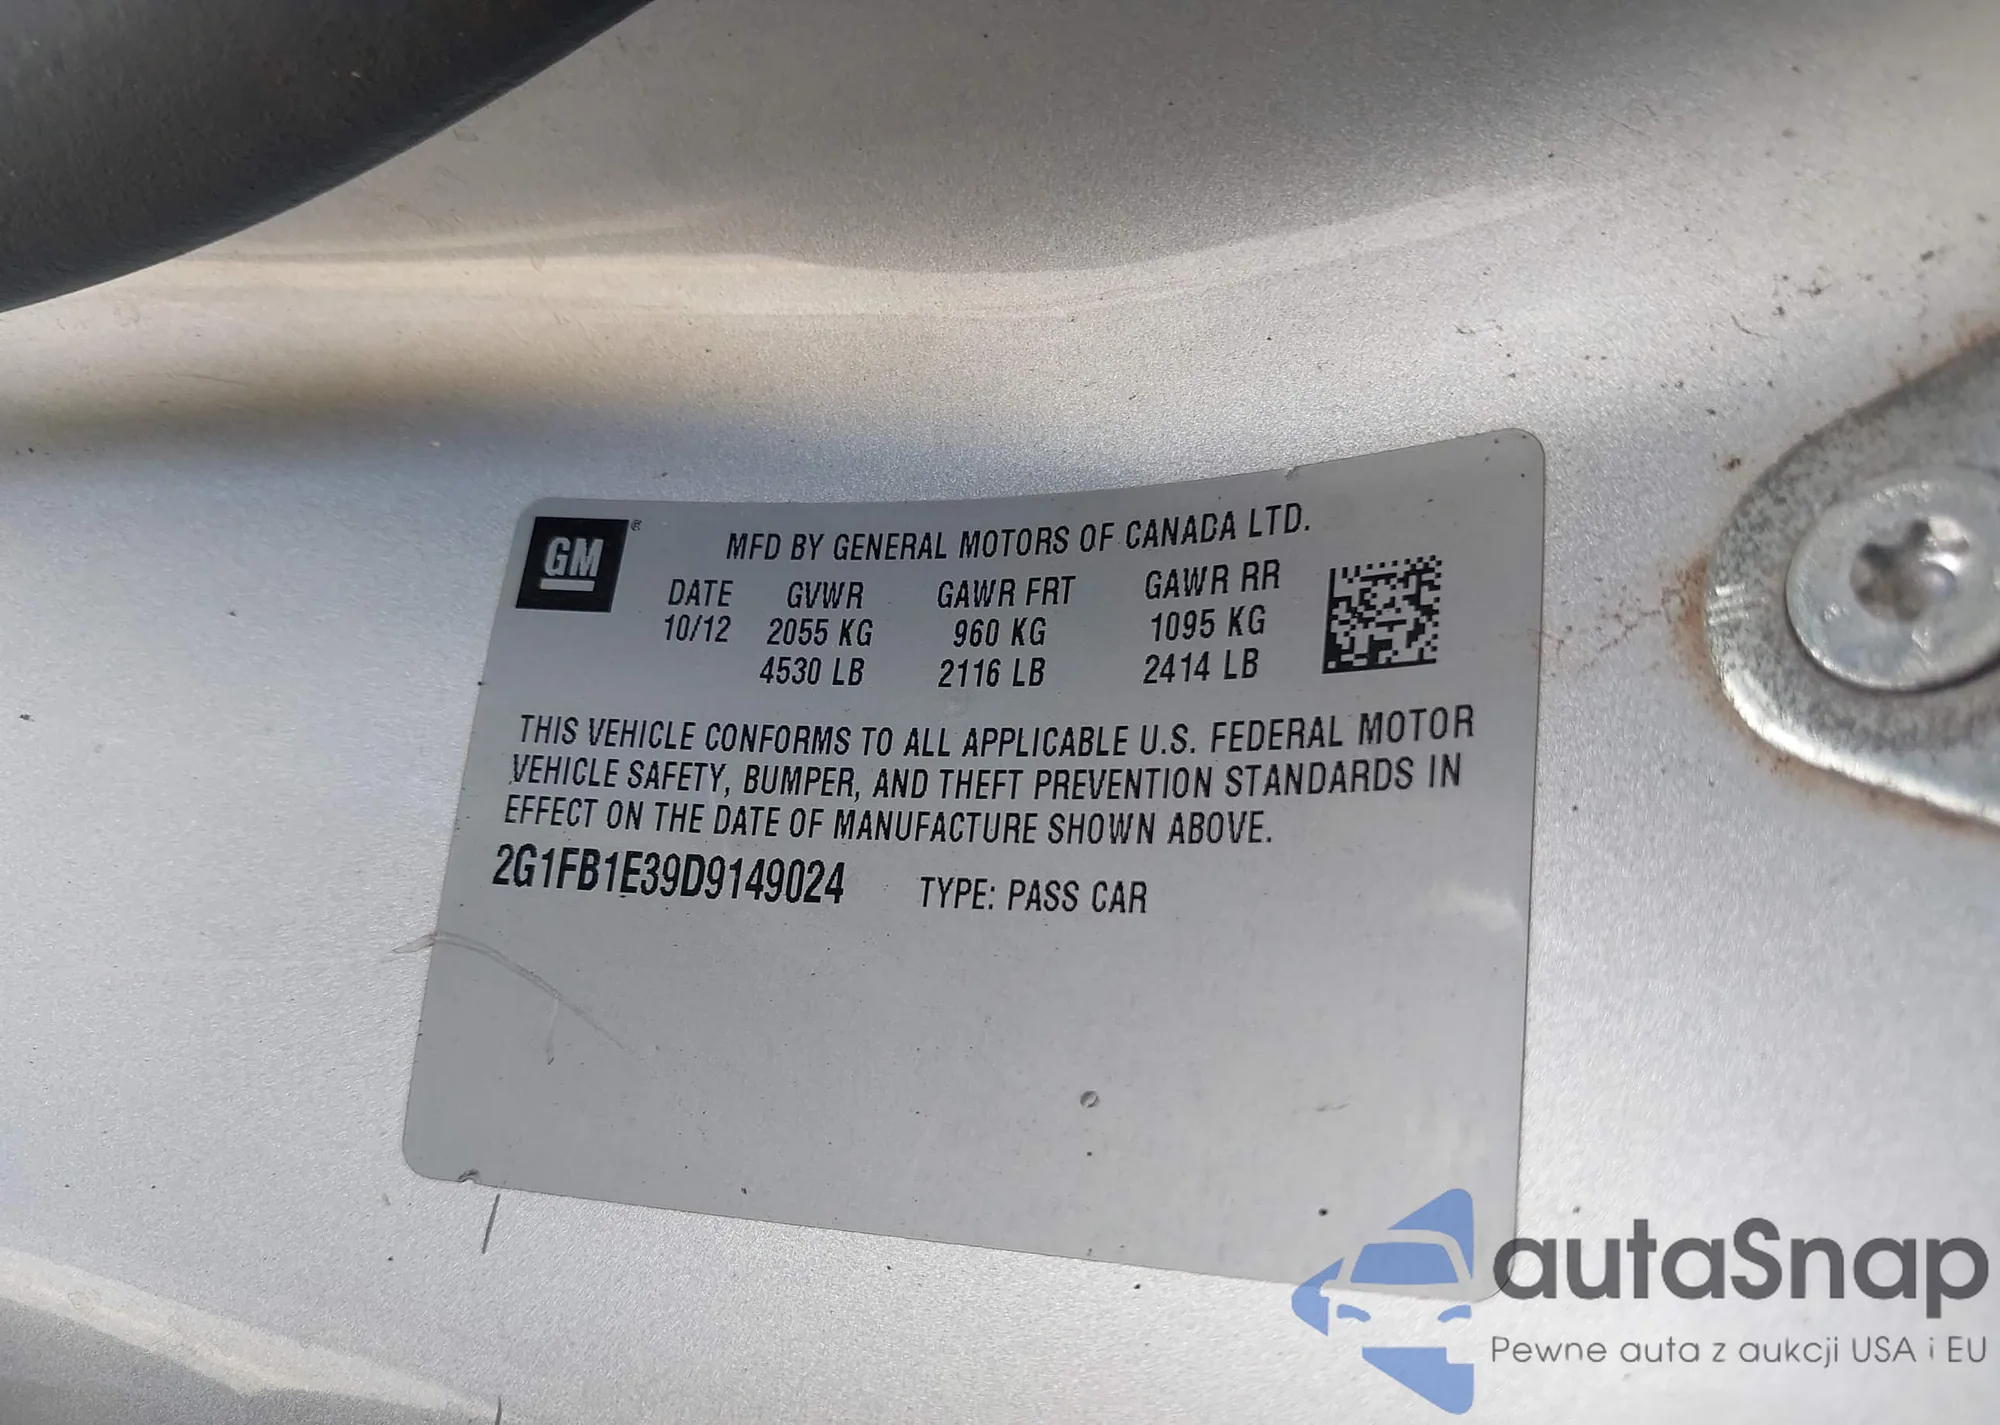 GM®
MFD BY GENERAL MOTORS OF CANADA LTD.
DATE GVWR GAWR FRT GAWR RR
10/12 2055 KG 960 KG 1095 KG
4530 LB 2116 LB 2414 LB
THIS VEHICLE CONFORMS TO ALL APPLICABLE U.S. FEDERAL MOTOR
VEHICLE SAFETY, BUMPER, AND THEFT PREVENTION STANDARDS IN
EFFECT ON THE DATE OF MANUFACTURE SHOWN ABOVE.
2G1FB1E39D9149024 TYPE: PASS CAR
autaSnap
Pewne auta z aukcji USA i EU